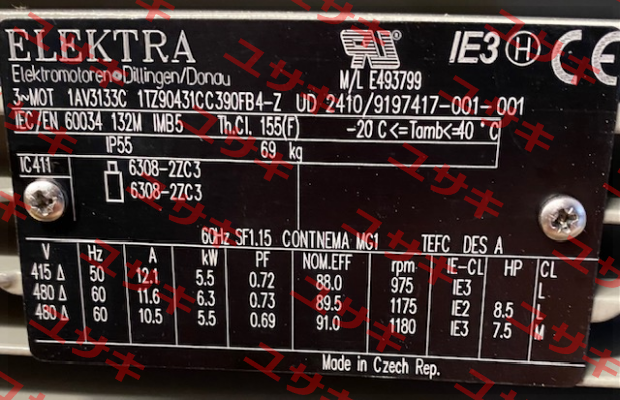 ELEKTRA
Elektromotoren•Dillingen/Donau
M/L E493799
IE3 H CE
3~MOT 1AV3133C 1TZ90431CC390FB4-Z UD 2410/9197417-001-001
IEC/EN 60034 132M IMB5 Th.Cl. 155(F) -20 C<=Tamb<=40 °C
IP55 69 kg
IC411 6308-2ZC3
6308-2ZC3
60Hz SF1.15 CONTNEMA MG1 TEFC DES A
V Hz A kW PF NOM.EFF rpm IE-CL HP CL
415 Δ 50 12.1 5.5 0.72 88.0 975 IE3 L
480 Δ 60 11.6 6.3 0.73 89.5 1175 IE2 8.5 L
480 Δ 60 10.5 5.5 0.69 91.0 1180 IE3 7.5 M
Made in Czech Rep.
ユサキ